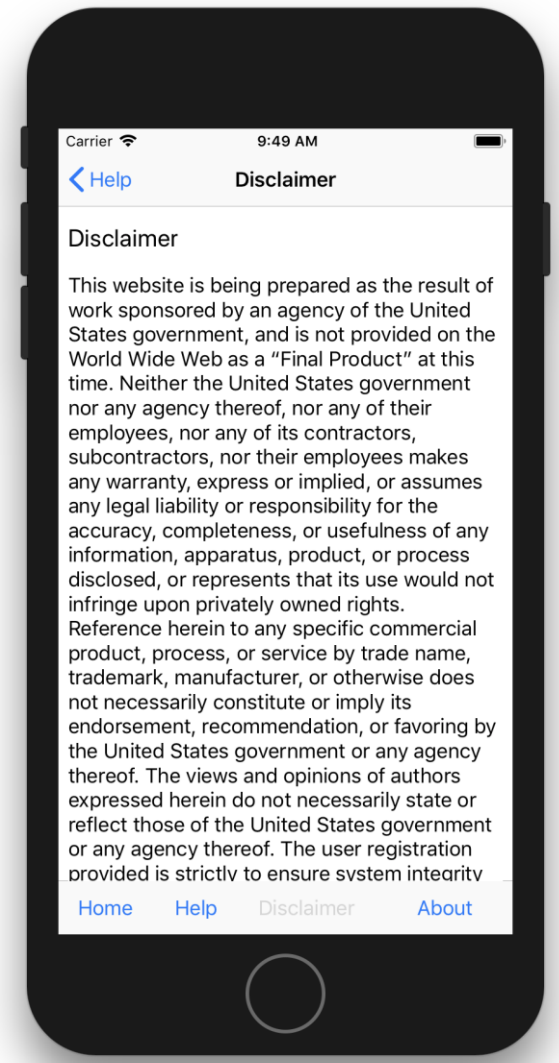 Carrier 9:49 AM
Help Disclaimer
Disclaimer
This website is being prepared as the result of
work sponsored by an agency of the United
States government, and is not provided on the
World Wide Web as a “Final Product” at this
time. Neither the United States government
nor any agency thereof, nor any of their
employees, nor any of its contractors,
subcontractors, nor their employees makes
any warranty, express or implied, or assumes
any legal liability or responsibility for the
accuracy, completeness, or usefulness of any
information, apparatus, product, or process
disclosed, or represents that its use would not
infringe upon privately owned rights.
Reference herein to any specific commercial
product, process, or service by trade name,
trademark, manufacturer, or otherwise does
not necessarily constitute or imply its
endorsement, recommendation, or favoring by
the United States government or any agency
thereof. The views and opinions of authors
expressed herein do not necessarily state or
reflect those of the United States government
or any agency thereof. The user registration
provided is strictly to ensure system integrity
Home Help Disclaimer About